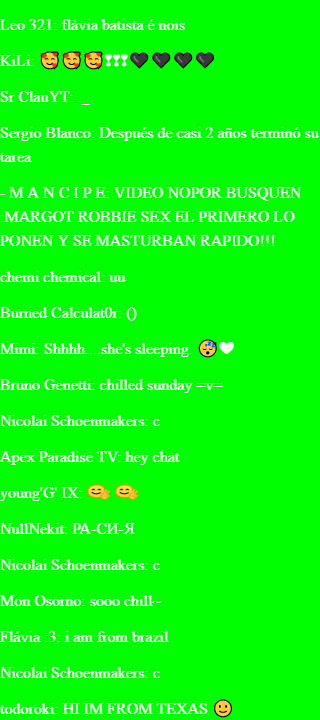 Leo 321: flávia batista é nois
KiLi: 🥰🥰🥰❣❣❣🖤🖤🖤🖤
Sr ClauYT: ._.
Sergio Blanco: Después de casi 2 años terminó su
tarea
- M A N C I P E: VIDEO NOPOR BUSQUEN
:MARGOT ROBBIE SEX EL PRIMERO LO
PONEN Y SE MASTURBAN RAPIDO!!!
chemi chemical: uu
Burned Calculat0r: ()
Mimi: Shhhh....she's sleeping. 😴🤍
Bruno Genetti: chilled sunday =v=
Nicolai Schoenmakers: c
Apex Paradise TV: hey chat
young'G' IX: 🤗 🤗
NullNekit: РА-СИ-Я
Nicolai Schoenmakers: c
Mon Osorno: sooo chill~
Flávia :3: i am from brazil
Nicolai Schoenmakers: c
todoroki: HI IM FROM TEXAS 🙂